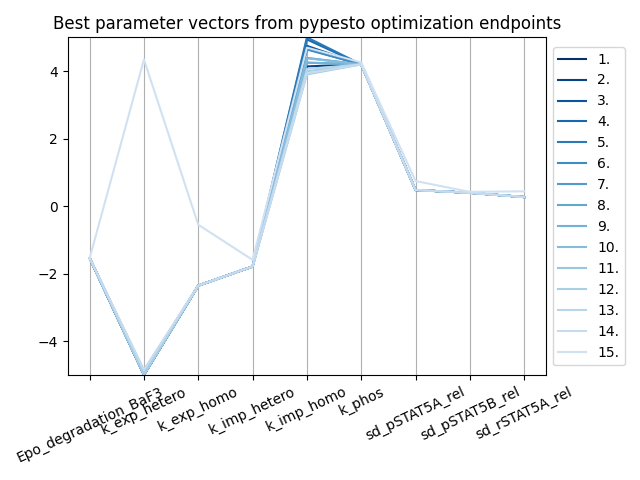 Best parameter vectors from pypesto optimization endpoints
4
2
0
−2
−4
Epo_degradation_BaF3
k_exp_hetero
k_exp_homo
k_imp_hetero
k_imp_homo
k_phos
sd_pSTAT5A_rel
sd_pSTAT5B_rel
sd_rSTAT5A_rel
1.
2.
3.
4.
5.
6.
7.
8.
9.
10.
11.
12.
13.
14.
15.